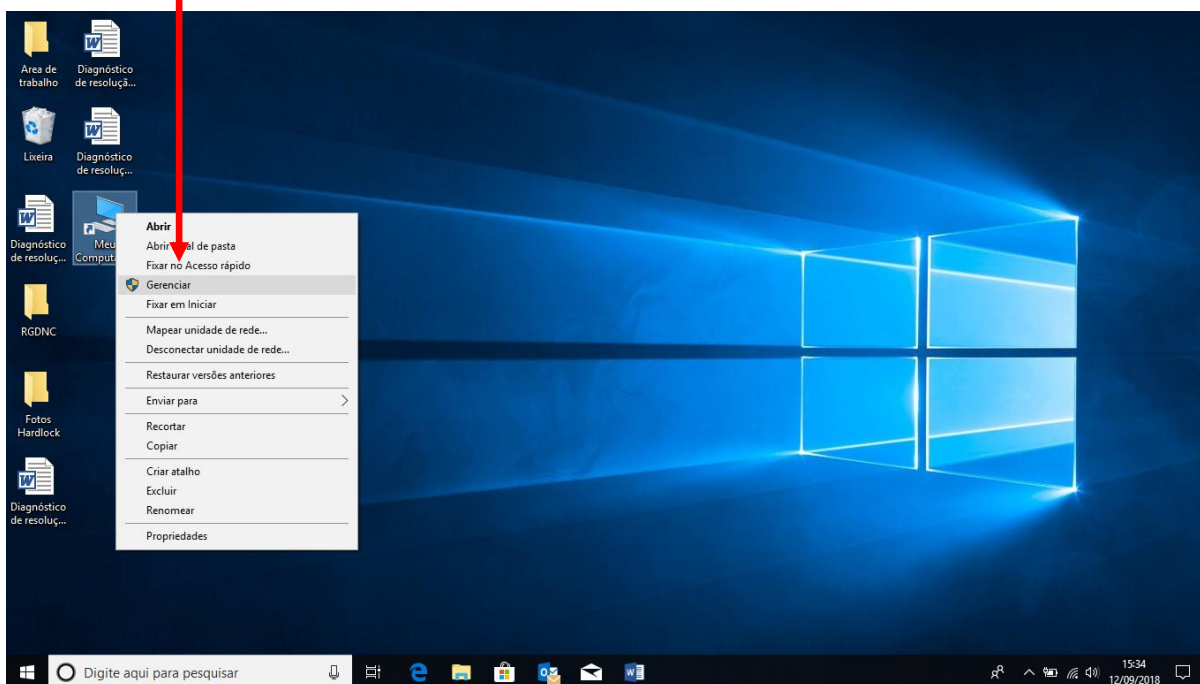 Area de
trabalho
Diagnóstico
de resoluçã...
Lixeira
Diagnóstico
de resoluç...
Diagnóstico
de resoluç...
Meu
RGDNC
Fotos
Hardlock
Diagnóstico
de resoluç...
Abrir
Abrir de pasta
Fixar no Acesso rápido
Gerenciar
Fixar em Iniciar
Mapear unidade de rede...
Desconectar unidade de rede...
Restaurar versões anteriores
Enviar para
Recortar
Copiar
Criar atalho
Excluir
Renomear
Propriedades
Digite aqui para pesquisar
15:34
12/09/2018